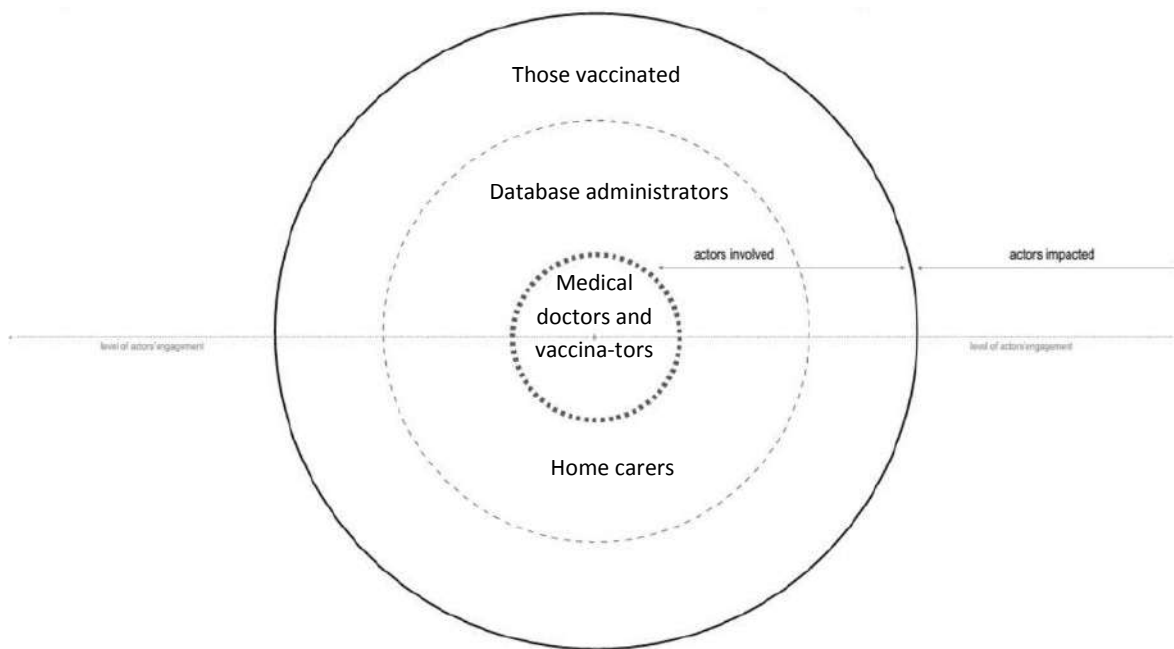 Those vaccinated
Database administrators
actors involved
actors impacted
Medical
doctors and
vaccina-tors
level of actors'engagement
level of actors'engagement
Home carers